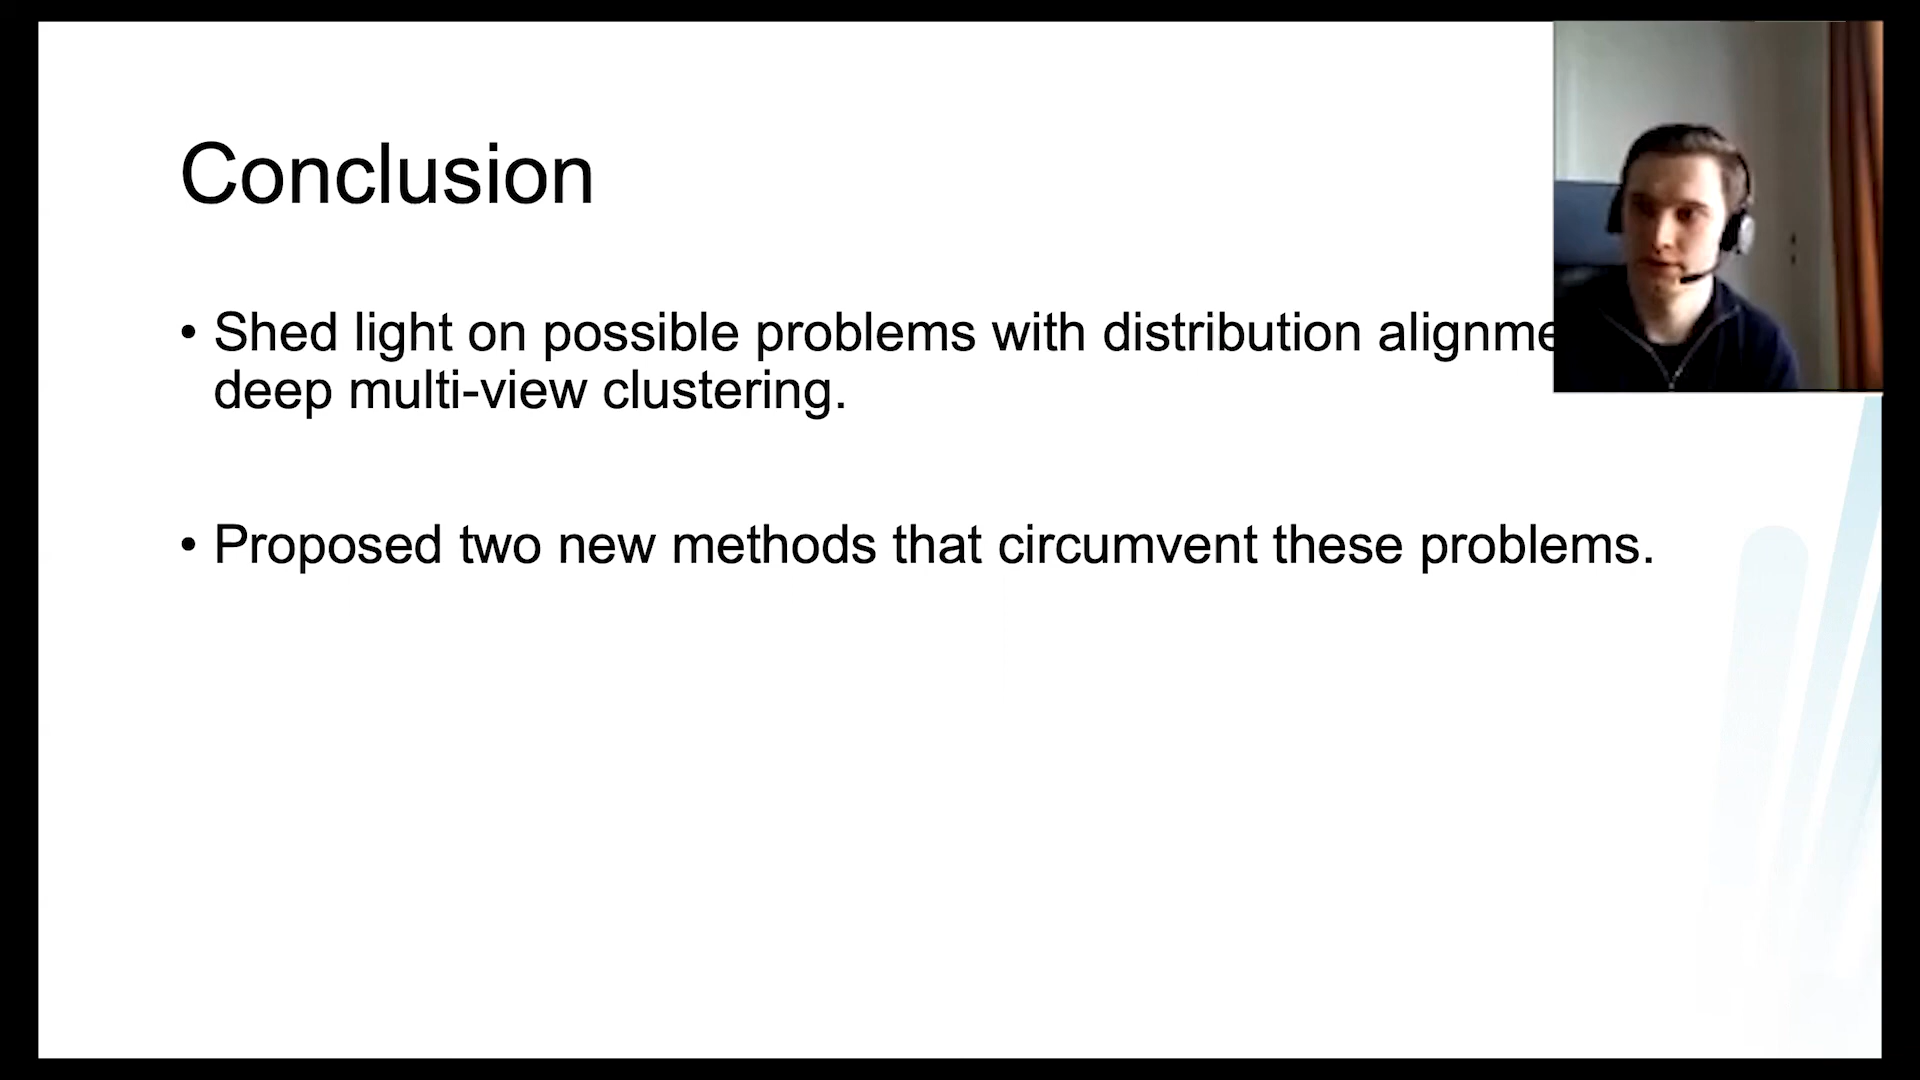 Conclusion
• Shed light on possible problems with distribution
deep multi-view clustering.
• Proposed two new methods that circumvent these problems.